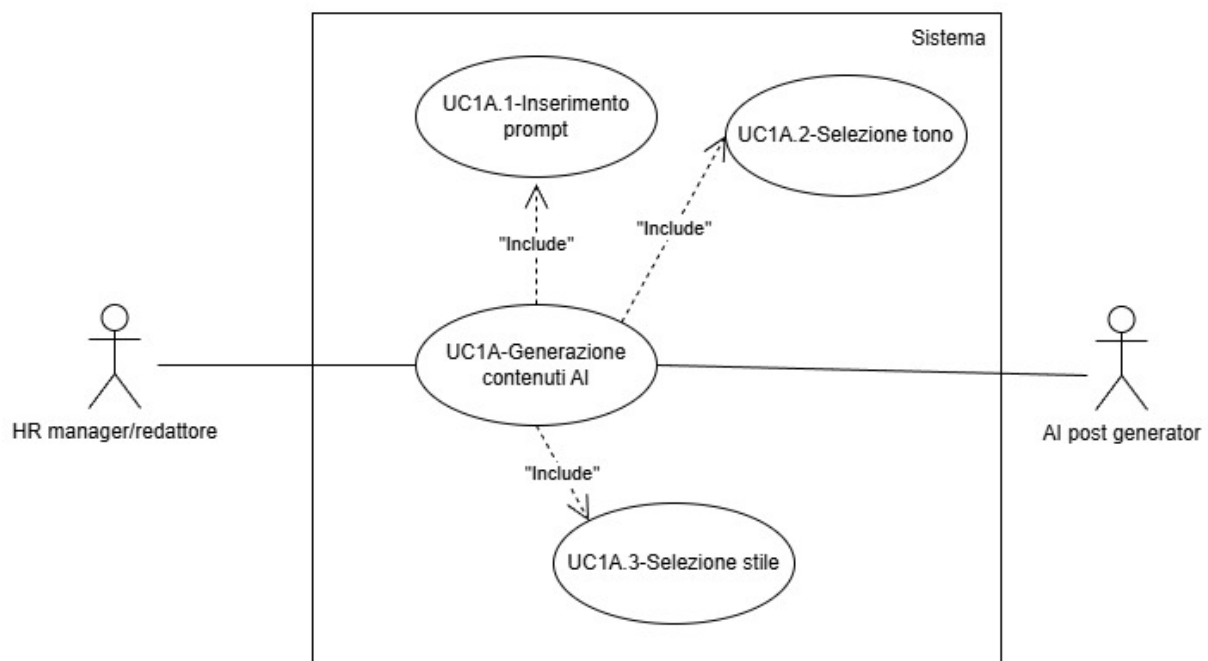 Sistema
UC1A.1-Inserimento
prompt
UC1A.2-Selezione tono
"Include"
"Include"
UC1A-Generazione
contenuti AI
HR manager/redattore
AI post generator
"Include"
UC1A.3-Selezione stile